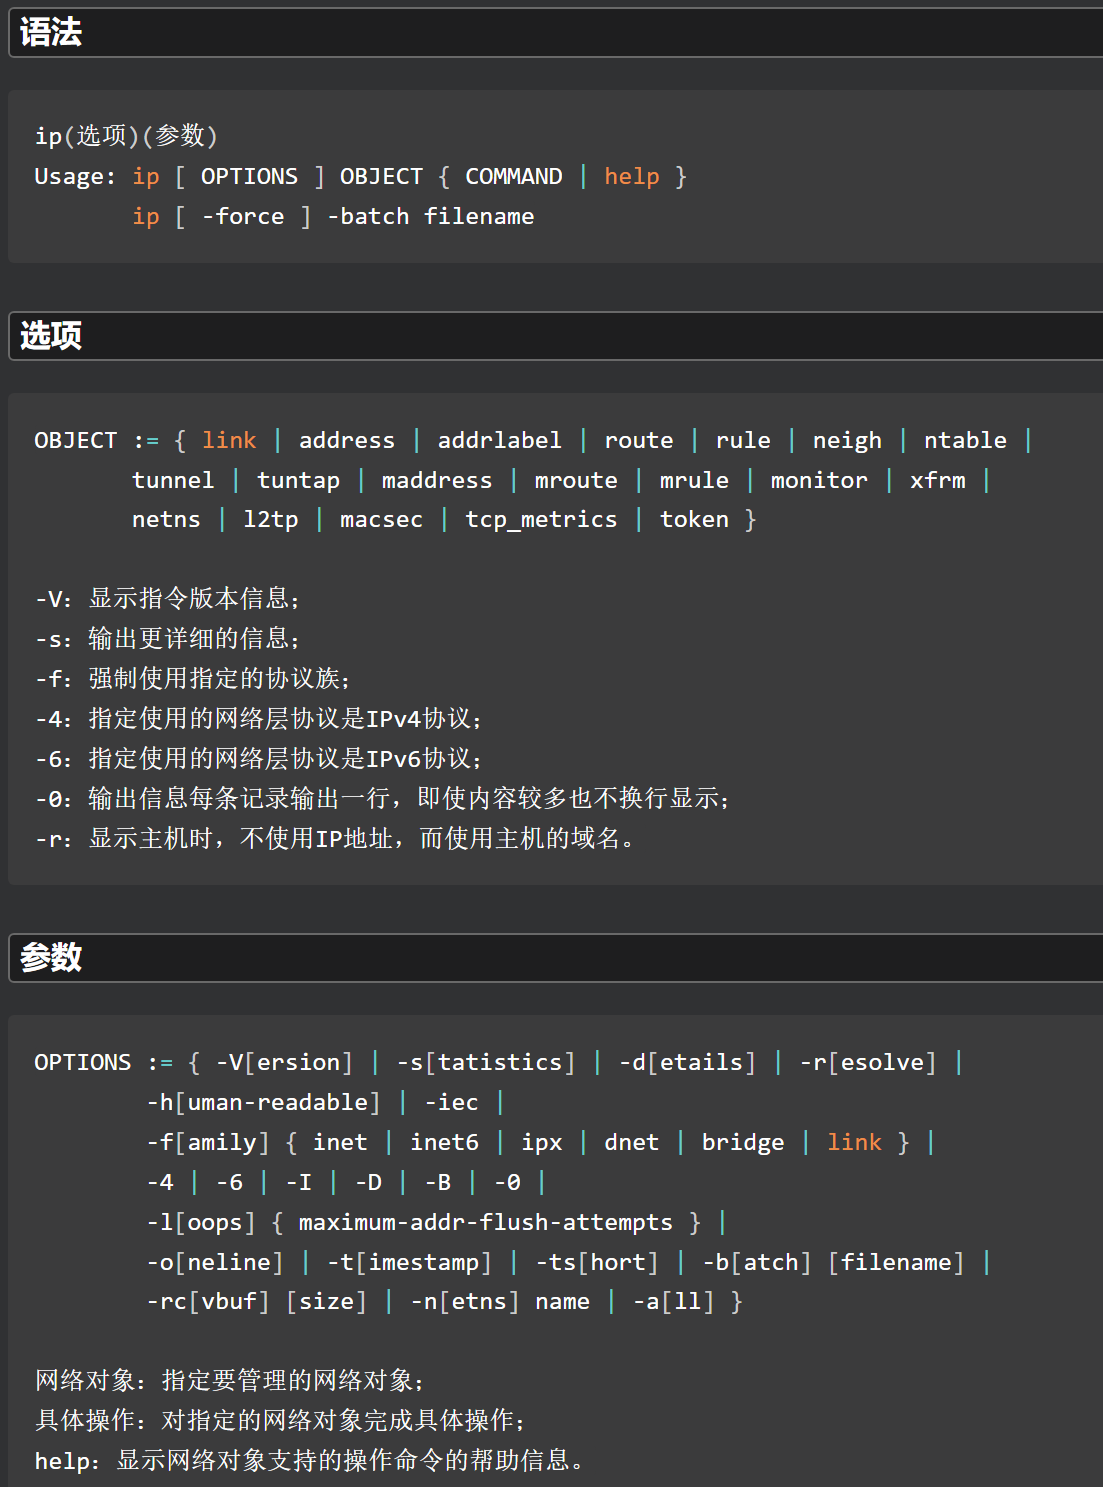 语法
ip(选项)(参数)
Usage: ip [ OPTIONS ] OBJECT { COMMAND | help }
ip [ -force ] -batch filename
选项
OBJECT := { link | address | addrlabel | route | rule | neigh | ntable |
tunnel | tuntap | maddress | mroute | mrule | monitor | xfrm |
netns | l2tp | macsec | tcp_metrics | token }
-V：显示指令版本信息；
-s：输出更详细的信息；
-f：强制使用指定的协议族；
-4：指定使用的网络层协议是IPv4协议；
-6：指定使用的网络层协议是IPv6协议；
-0：输出信息每条记录输出一行，即使内容较多也不换行显示；
-r：显示主机时，不使用IP地址，而使用主机的域名。
参数
OPTIONS := { -V[ersion] | -s[tatistics] | -d[etails] | -r[esolve] |
-h[uman-readable] | -iec |
-f[amily] { inet | inet6 | ipx | dnet | bridge | link } |
-4 | -6 | -I | -D | -B | -0 |
-l[oops] { maximum-addr-flush-attempts } |
-o[neline] | -t[imestamp] | -ts[hort] | -b[atch] [filename] |
-rc[vbuf] [size] | -n[etns] name | -a[ll] }
网络对象：指定要管理的网络对象；
具体操作：对指定的网络对象完成具体操作；
help：显示网络对象支持的操作命令的帮助信息。